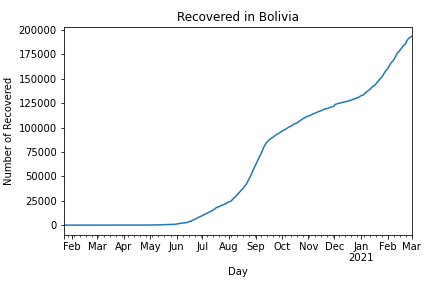 Recovered in Bolivia
Number of Recovered
200000
175000
150000
125000
100000
75000
50000
25000
0
Feb Mar Apr May Jun Jul Aug Sep Oct Nov Dec Jan Feb Mar
2021
Day